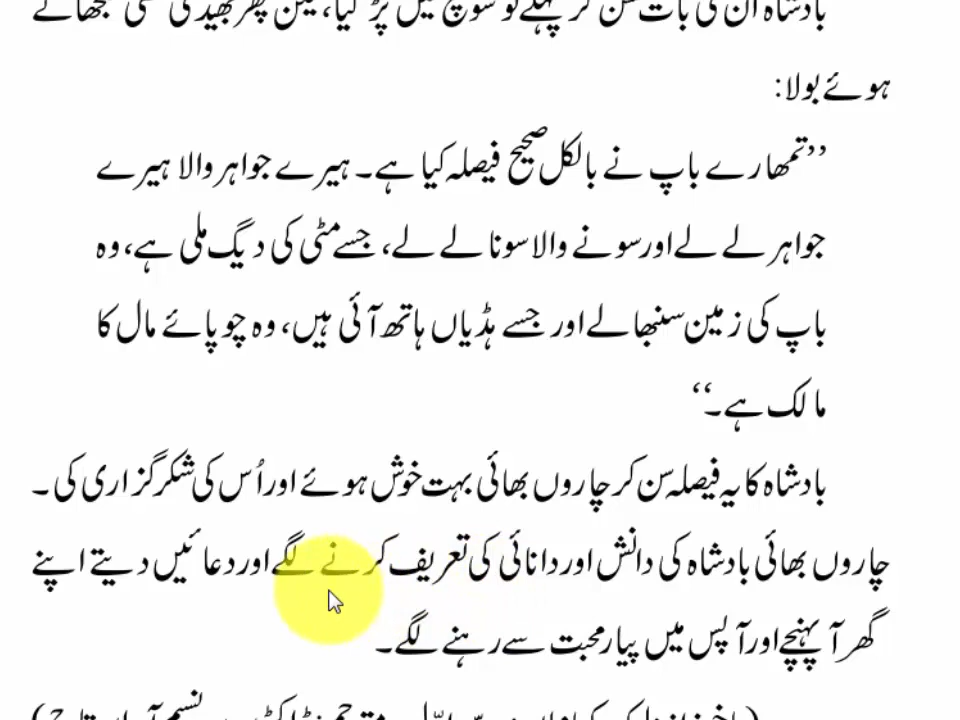 بادشاہ ان کی بات سن کر پہلے تو سوچ میں پڑ گیا، لیکن پھر
ہوئے بولا:
’’تمھارے باپ نے بالکل صحیح فیصلہ کیا ہے۔ ہیرے جواہر والا ہیرے
جواہر لے لے اور سونے والا سونا لے لے، جسے مٹی کی دیگ ملی ہے، وہ
باپ کی زمین سنبھالے اور جسے ہڈیاں ہاتھ آئی ہیں، وہ چوپائے مال کا
مالک ہے۔‘‘
بادشاہ کا یہ فیصلہ سن کر چاروں بھائی بہت خوش ہوئے اور اُس کی شکرگزاری کی۔
چاروں بھائی بادشاہ کی دانش اور دانائی کی تعریف کرنے لگے اور دعائیں دیتے اپنے
گھر آ پہنچے اور آپس میں پیار محبت سے رہنے لگے۔